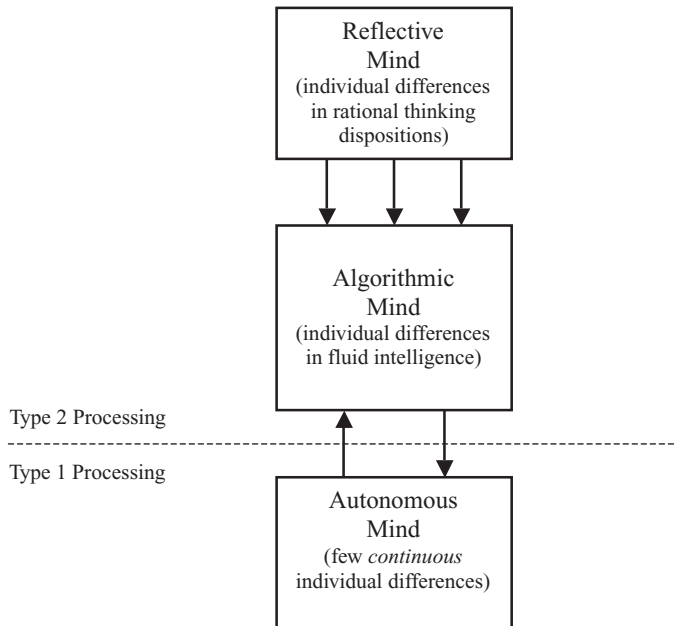 Reflective
Mind
(individual differences
in rational thinking
dispositions)
Algorithmic
Mind
(individual differences
in fluid intelligence)
Type 2 Processing
Type 1 Processing
Autonomous
Mind
(few continuous
individual differences)